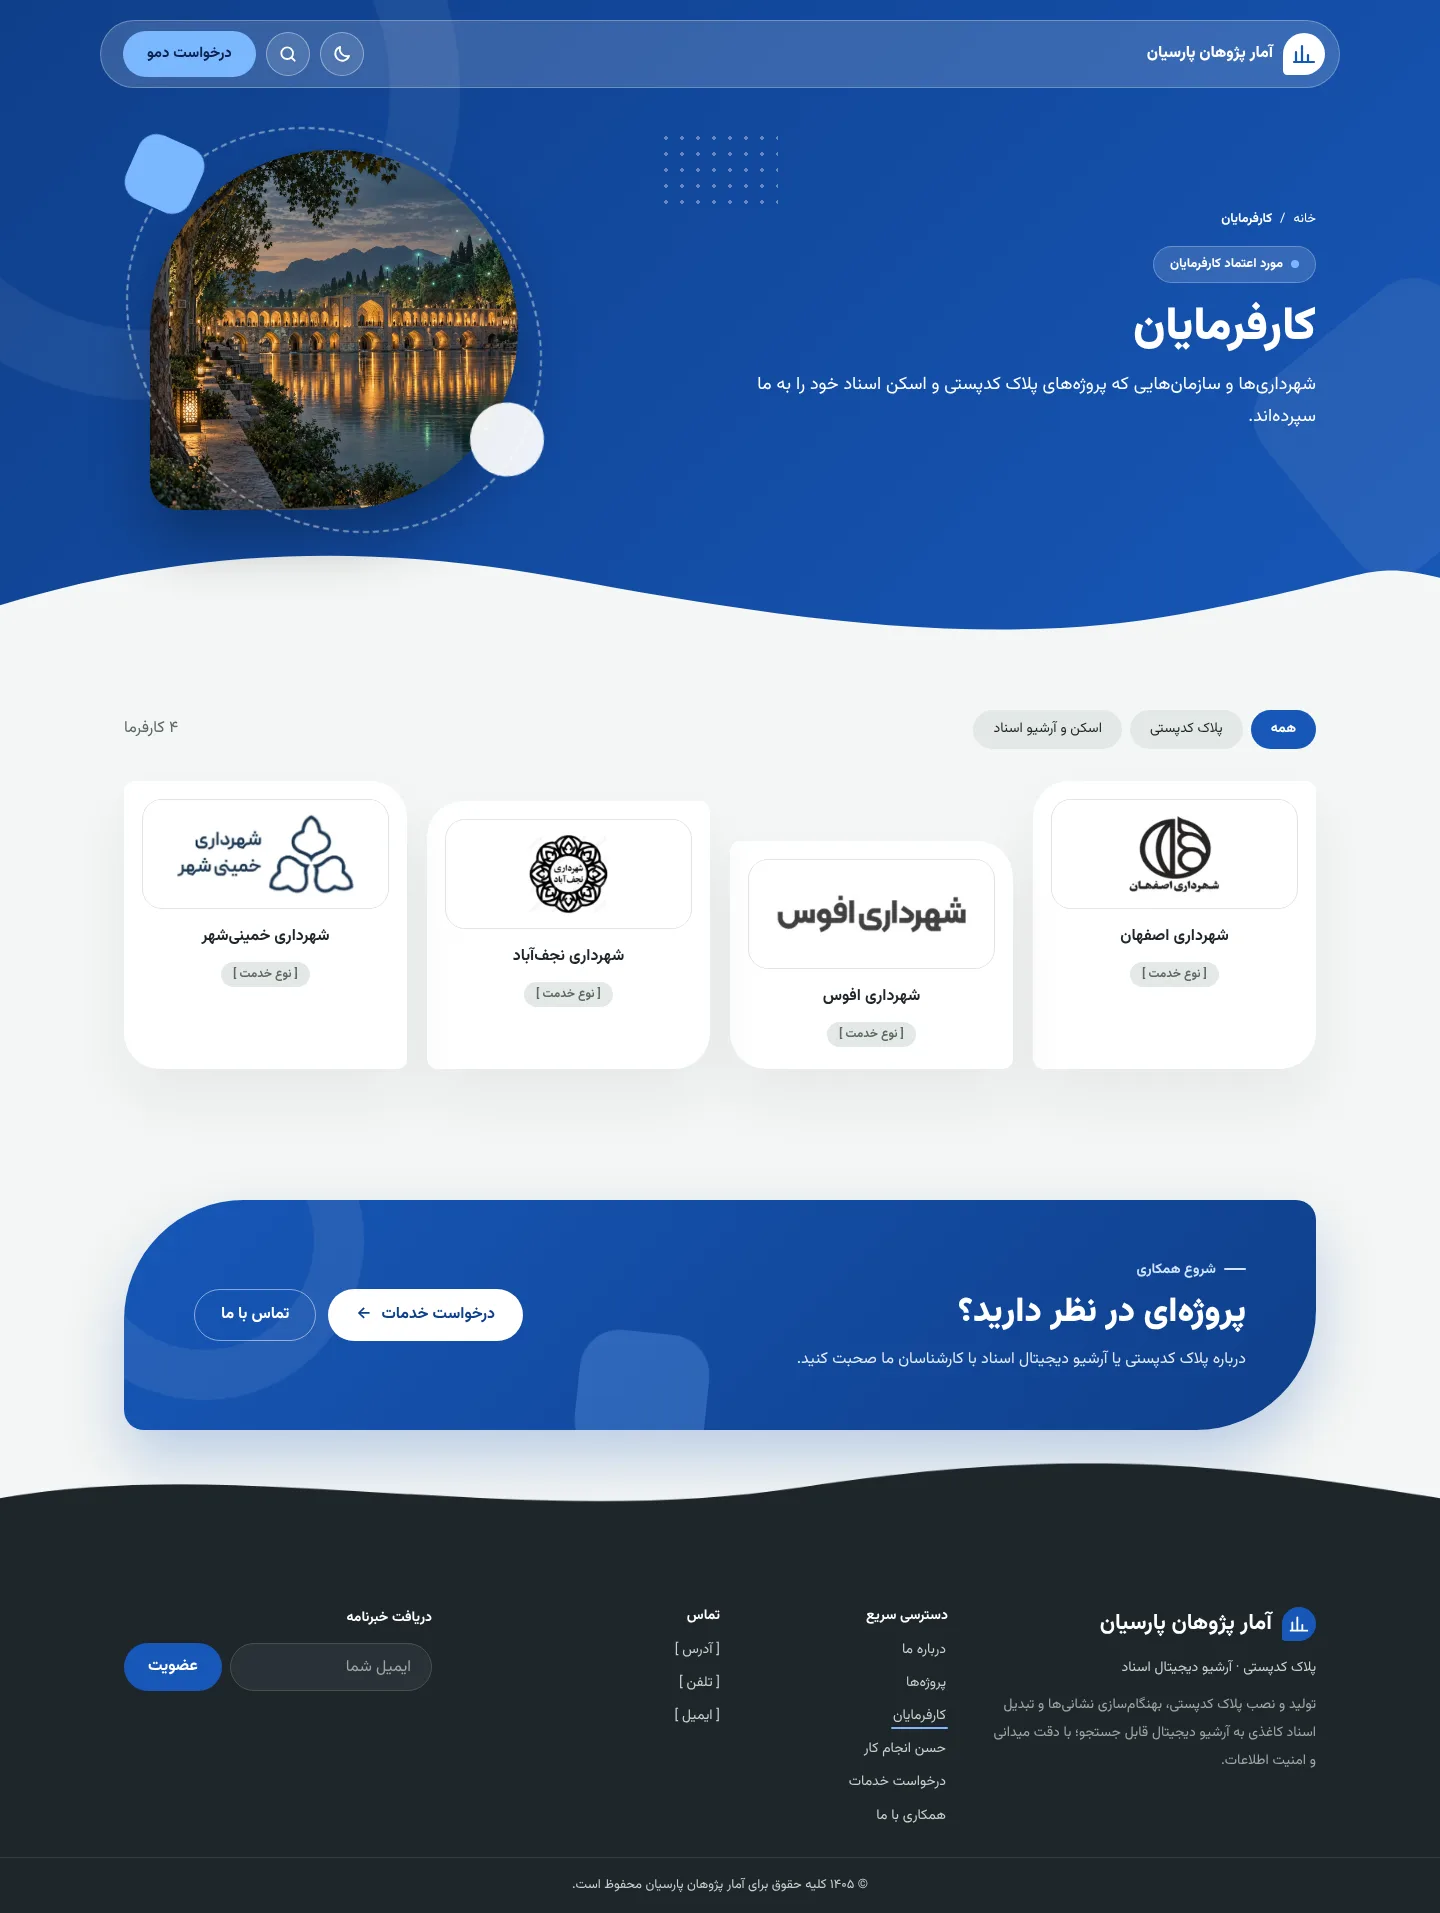 آمار پژوهان پارسیان
درخواست دمو
خانه / کارفرمایان
مورد اعتماد کارفرمایان
کارفرمایان
شهرداری‌ها و سازمان‌هایی که پروژه‌های پلاک کدپستی و اسکن اسناد خود را به ما
سپرده‌اند.
همه
پلاک کدپستی
اسکن و آرشیو اسناد
۴ کارفرما
شهرداری اصفهان
شهرداری اصفهان
[ نوع خدمت ]
شهرداری افوس
شهرداری افوس
[ نوع خدمت ]
شهرداری
نجف آباد
شهرداری نجف‌آباد
[ نوع خدمت ]
شهرداری
خمینی شهر
شهرداری خمینی‌شهر
[ نوع خدمت ]
شروع همکاری
پروژه‌ای در نظر دارید؟
درباره پلاک کدپستی یا آرشیو دیجیتال اسناد با کارشناسان ما صحبت کنید.
درخواست خدمات ←
تماس با ما
آمار پژوهان پارسیان
پلاک کدپستی · آرشیو دیجیتال اسناد
تولید و نصب پلاک کدپستی، بهنگام‌سازی نشانی‌ها و تبدیل
اسناد کاغذی به آرشیو دیجیتال قابل جستجو؛ با دقت میدانی
و امنیت اطلاعات.
دسترسی سریع
درباره ما
پروژه‌ها
کارفرمایان
حسن انجام کار
درخواست خدمات
همکاری با ما
تماس
[ آدرس ]
[ تلفن ]
[ ایمیل ]
دریافت خبرنامه
ایمیل شما
عضویت
© ۱۴۰۵ کلیه حقوق برای آمار پژوهان پارسیان محفوظ است.